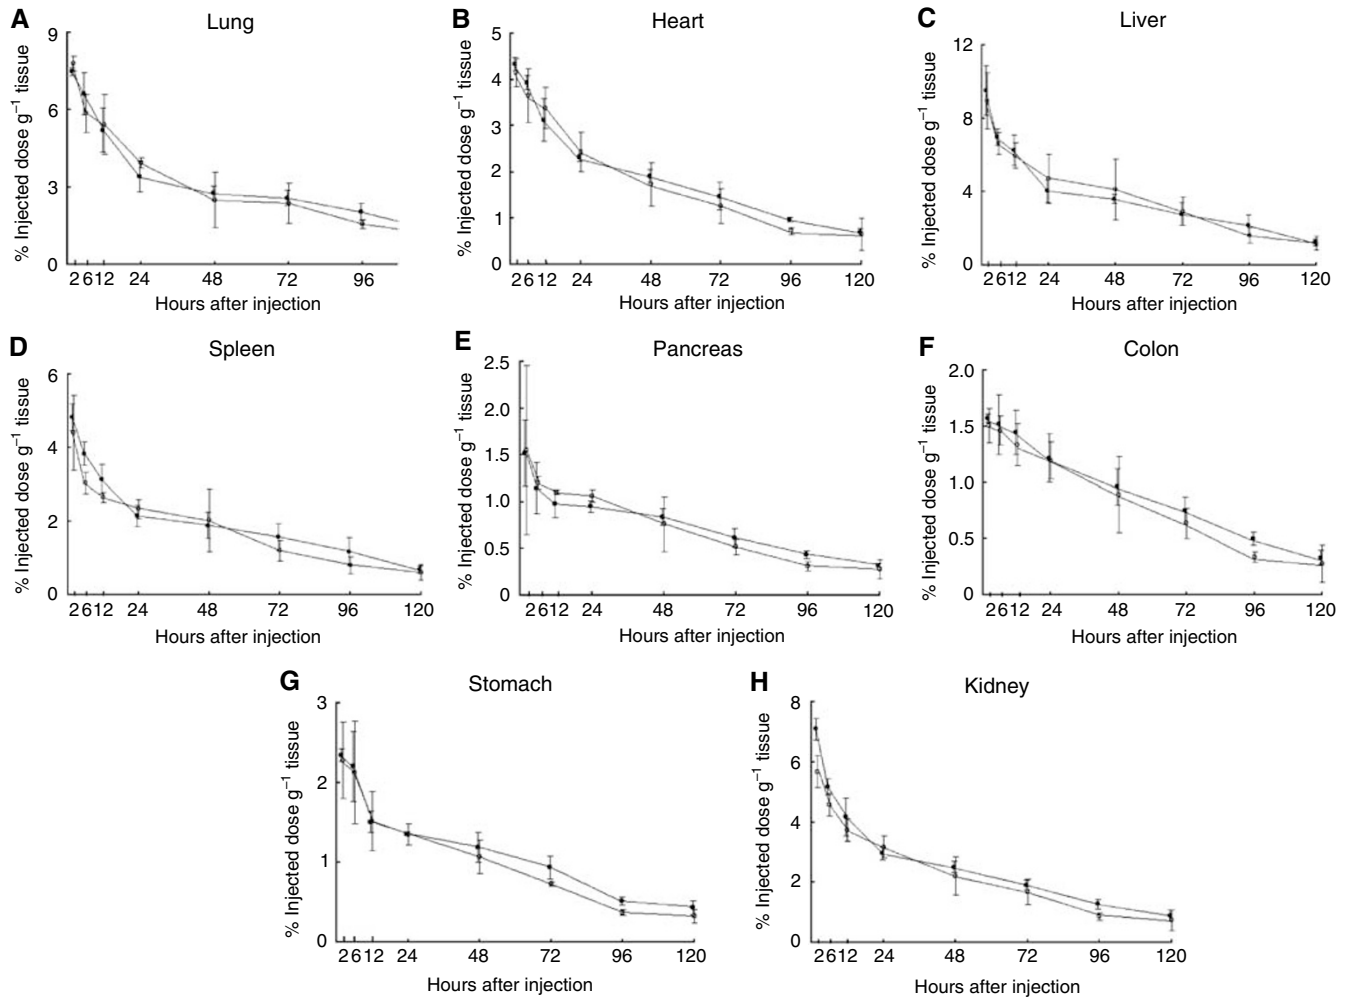 A Lung
9
6
3
0
% Injected dose g⁻¹ tissue
2 6 12 24 48 72 96
Hours after injection
B Heart
5
4
3
2
1
0
% Injected dose g⁻¹ tissue
2 6 12 24 48 72 96 120
Hours after injection
C Liver
12
8
4
0
% Injected dose g⁻¹ tissue
2 6 12 24 48 72 96 120
Hours after injection
D Spleen
6
4
2
0
% Injected dose g⁻¹ tissue
2 6 12 24 48 72 96 120
Hours after injection
E Pancreas
2.5
2.0
1.5
1.0
0.5
0
% Injected dose g⁻¹ tissue
2 6 12 24 48 72 96 120
Hours after injection
F Colon
2.0
1.5
1.0
0.5
0
% Injected dose g⁻¹ tissue
2 6 12 24 48 72 96 120
Hours after injection
G Stomach
3
2
1
0
% Injected dose g⁻¹ tissue
2 6 12 24 48 72 96 120
Hours after injection
H Kidney
8
6
4
2
0
% Injected dose g⁻¹ tissue
2 6 12 24 48 72 96 120
Hours after injection